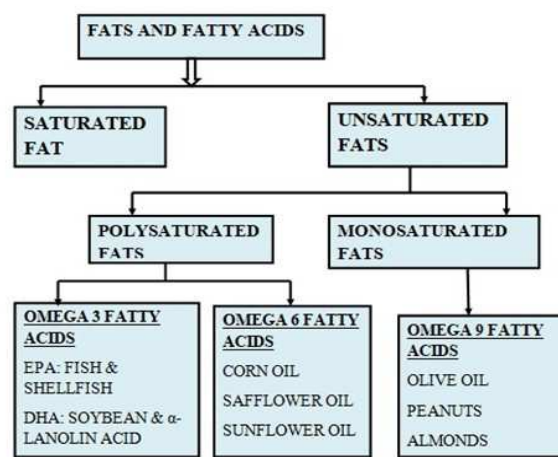 FATS AND FATTY ACIDS
SATURATED
FAT
UNSATURATED
FATS
POLYSATURATED
FATS
MONOSATURATED
FATS
OMEGA 3 FATTY
ACIDS
EPA: FISH &
SHELLFISH
DHA: SOYBEAN & α-
LANOLIN ACID
OMEGA 6 FATTY
ACIDS
CORN OIL
SAFFLOWER OIL
SUNFLOWER OIL
OMEGA 9 FATTY
ACIDS
OLIVE OIL
PEANUTS
ALMONDS